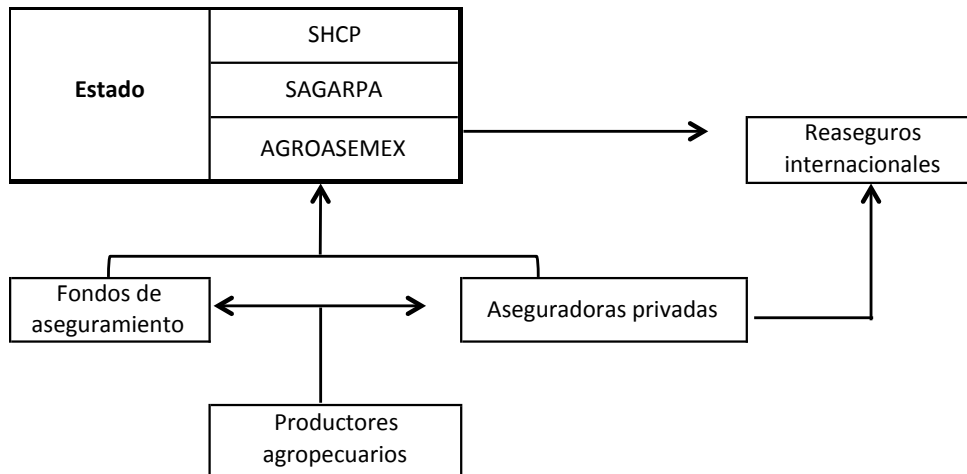 SHCP
Estado
SAGARPA
AGROASEMEX
Reaseguros
internacionales
Fondos de
aseguramiento
Aseguradoras privadas
Productores
agropecuarios